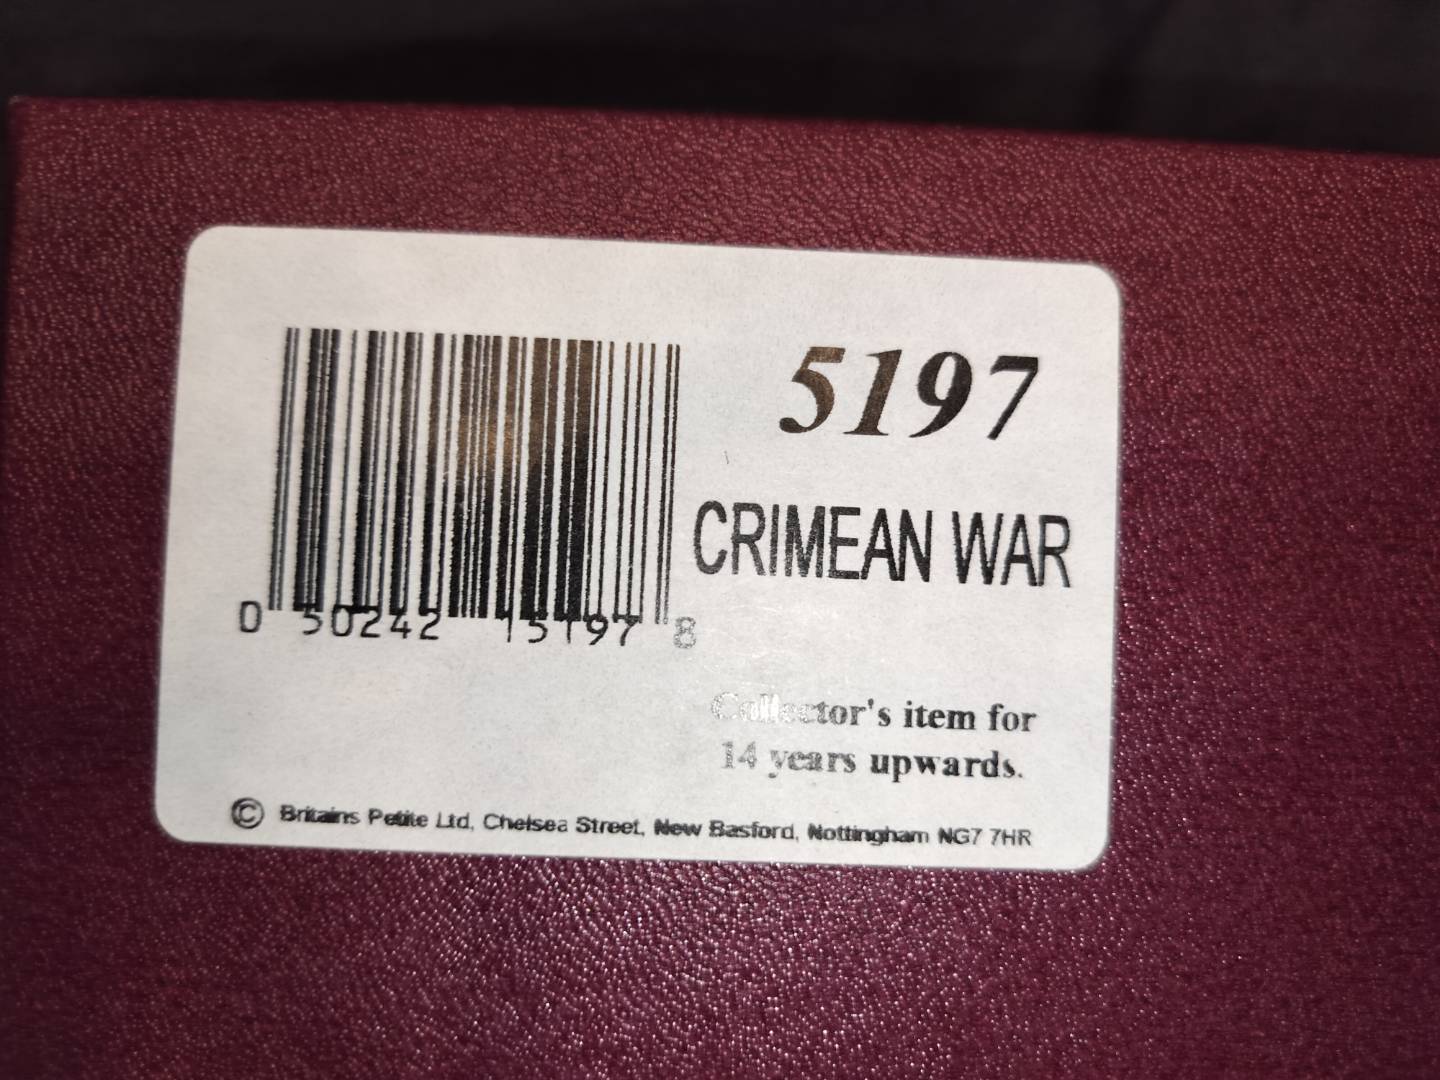 5197
CRIMEAN WAR
0 50242 15197 8
Collector's item for
14 years upwards.
© Britains Petite Ltd, Chelsea Street, New Basford, Nottingham NG7 7HR